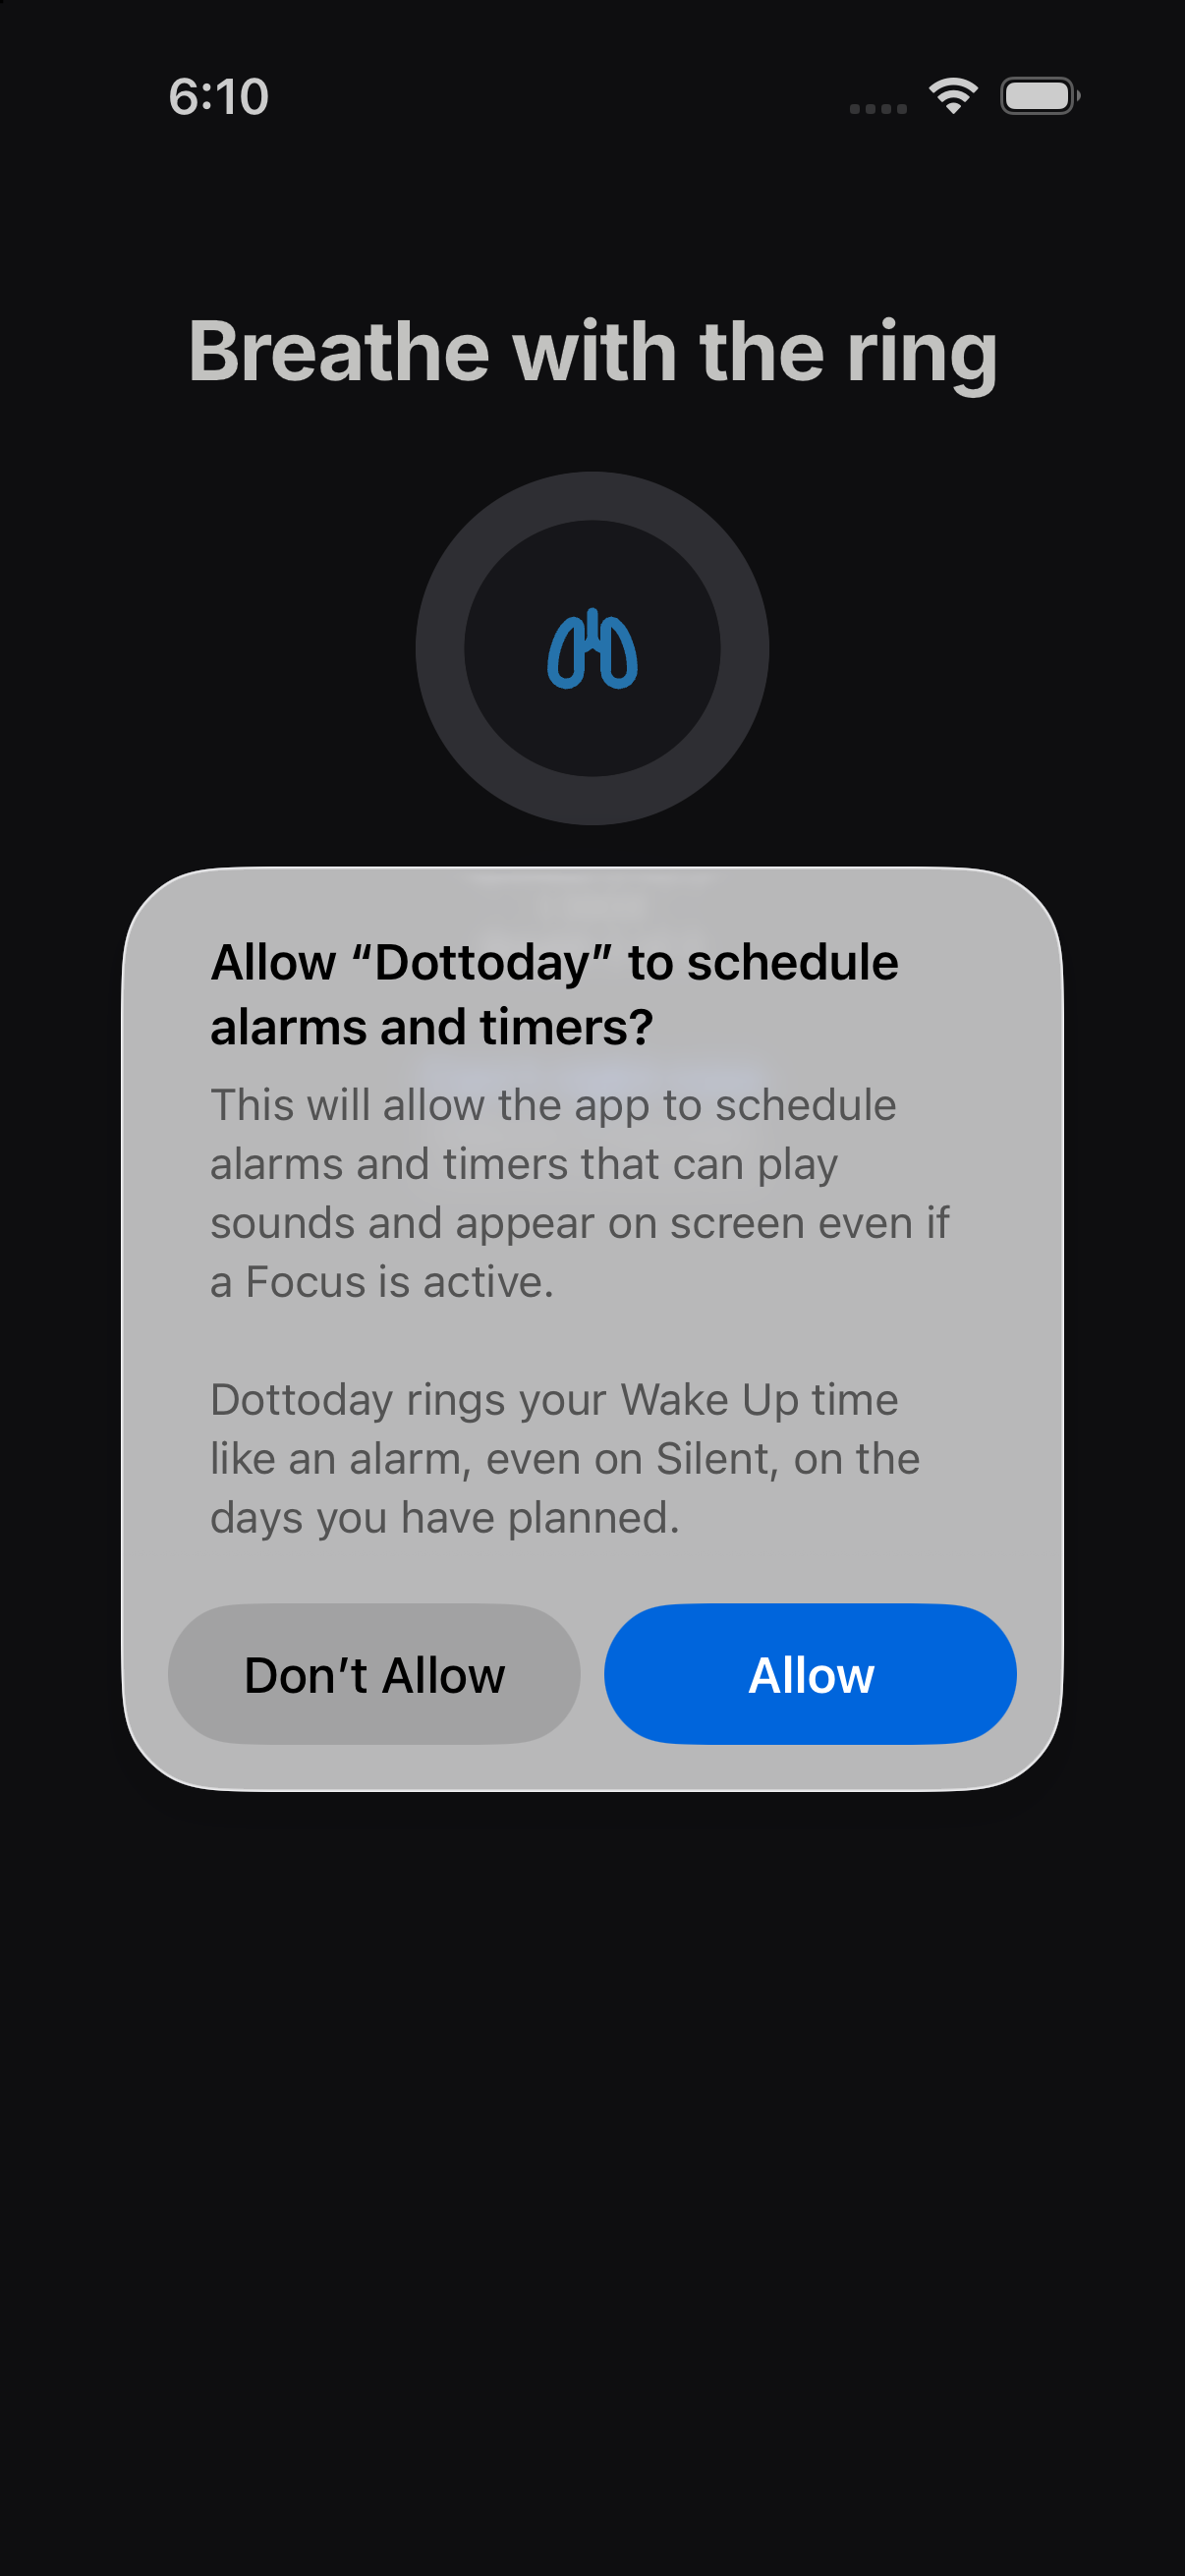 6:10
Breathe with the ring
Allow “Dottoday” to schedule
alarms and timers?
This will allow the app to schedule
alarms and timers that can play
sounds and appear on screen even if
a Focus is active.
Dottoday rings your Wake Up time
like an alarm, even on Silent, on the
days you have planned.
Don’t Allow
Allow